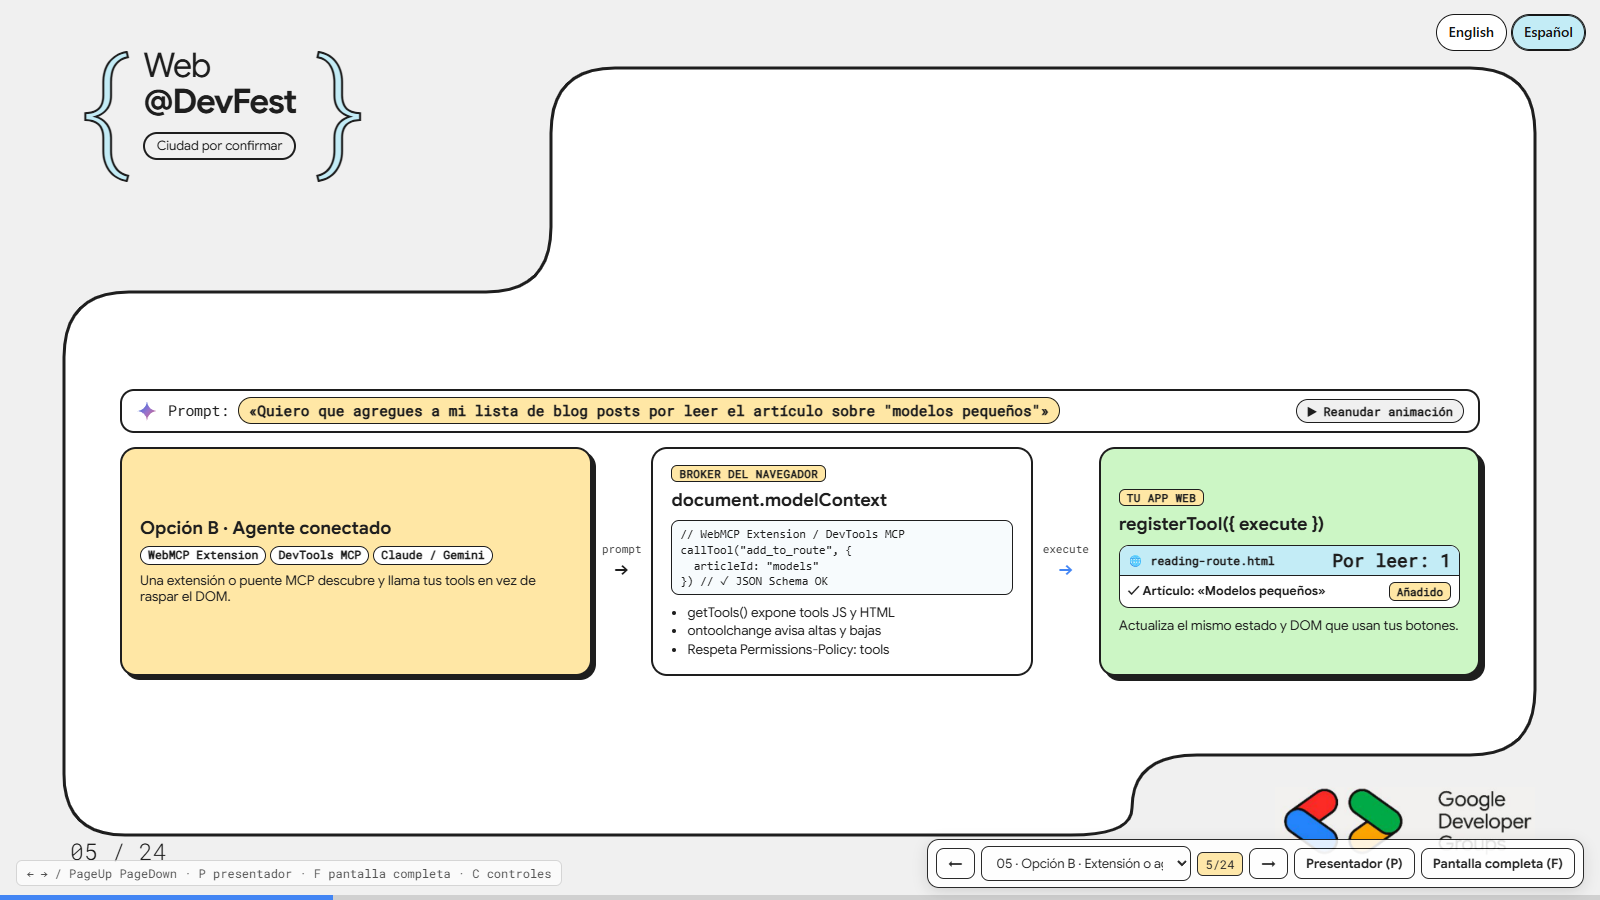 English
Español
Web
@DevFest
Ciudad por confirmar
Prompt: «Quiero que agregues a mi lista de blog posts por leer el artículo sobre "modelos pequeños"»
▶ Reanudar animación
Opción B · Agente conectado
WebMCP Extension
DevTools MCP
Claude / Gemini
Una extensión o puente MCP descubre y llama tus tools en vez de
raspar el DOM.
prompt
→
BROKER DEL NAVEGADOR
document.modelContext
// WebMCP Extension / DevTools MCP
callTool("add_to_route", {
articleId: "models"
}) // ✓ JSON Schema OK
• getTools() expone tools JS y HTML
• ontoolchange avisa altas y bajas
• Respeta Permissions-Policy: tools
execute
→
TU APP WEB
registerTool({ execute })
reading-route.html
Por leer: 1
✓ Artículo: «Modelos pequeños»
Añadido
Actualiza el mismo estado y DOM que usan tus botones.
Google
Developer
Groups
05 / 24
← → / PageUp PageDown · P presentador · F pantalla completa · C controles
←
05 · Opción B · Extensión o
5/24
→
Presentador (P)
Pantalla completa (F)